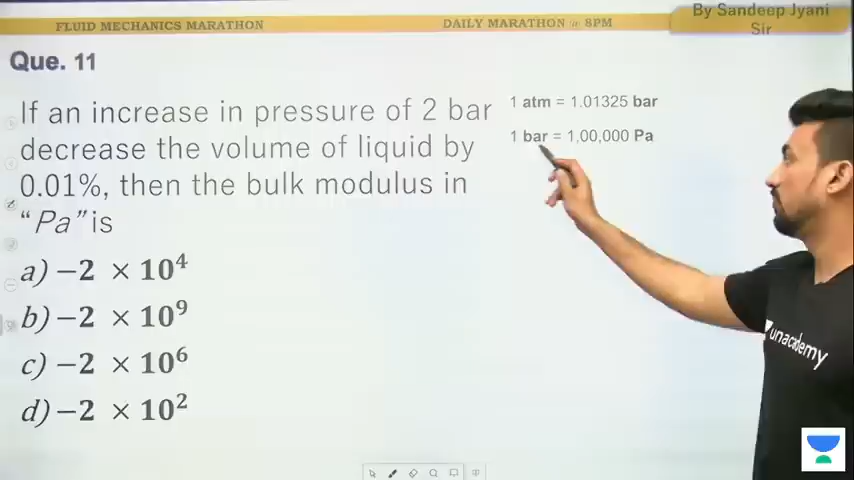 FLUID MECHANICS MARATHON
DAILY MARATHON @ 8PM
By Sandeep Jyani
Sir
Que. 11
If an increase in pressure of 2 bar
decrease the volume of liquid by
0.01%, then the bulk modulus in
“Pa” is
1 atm = 1.01325 bar
1 bar = 1,00,000 Pa
a) −2 × 10⁴
b) −2 × 10⁹
c) −2 × 10⁶
d) −2 × 10²
unacademy